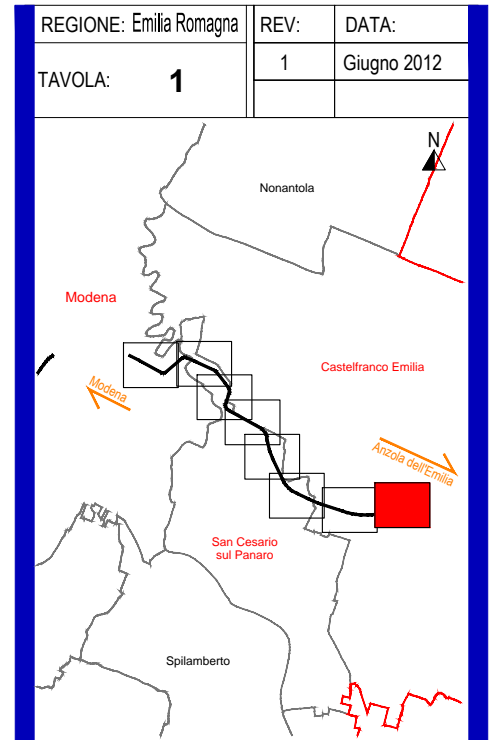 REGIONE: Emilia Romagna REV: DATA:
TAVOLA: 1 1 Giugno 2012
N
Nonantola
Modena
Castelfranco Emilia
Modena
Anzola dell'Emilia
San Cesario
sul Panaro
Spilamberto